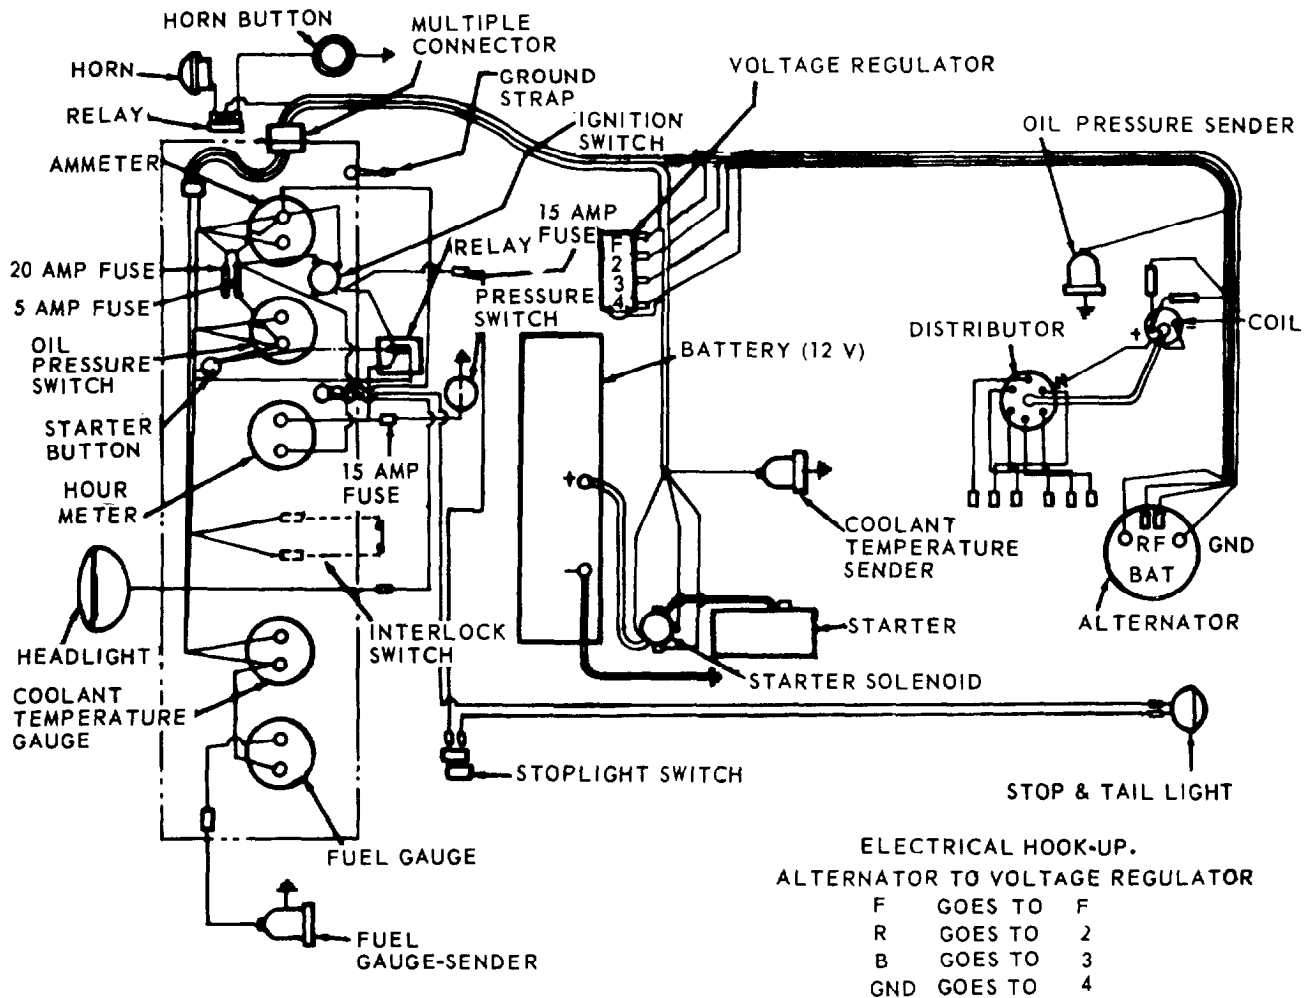 HORN BUTTON
MULTIPLE
CONNECTOR
HORN
GROUND
STRAP
VOLTAGE REGULATOR
RELAY
IGNITION
SWITCH
OIL PRESSURE SENDER
AMMETER
15 AMP
FUSE
RELAY
F
2
3
4
20 AMP FUSE
5 AMP FUSE
PRESSURE
SWITCH
OIL
PRESSURE
SWITCH
BATTERY (12 V)
DISTRIBUTOR
+
COIL
STARTER
BUTTON
15 AMP
FUSE
HOUR
METER
+
COOLANT
TEMPERATURE
SENDER
RF
BAT
GND
–
ALTERNATOR
HEADLIGHT
INTERLOCK
SWITCH
STARTER
COOLANT
TEMPERATURE
GAUGE
STARTER SOLENOID
STOPLIGHT SWITCH
STOP & TAIL LIGHT
FUEL GAUGE
FUEL
GAUGE-SENDER
ELECTRICAL HOOK-UP.
ALTERNATOR TO VOLTAGE REGULATOR
F GOES TO F
R GOES TO 2
B GOES TO 3
GND GOES TO 4